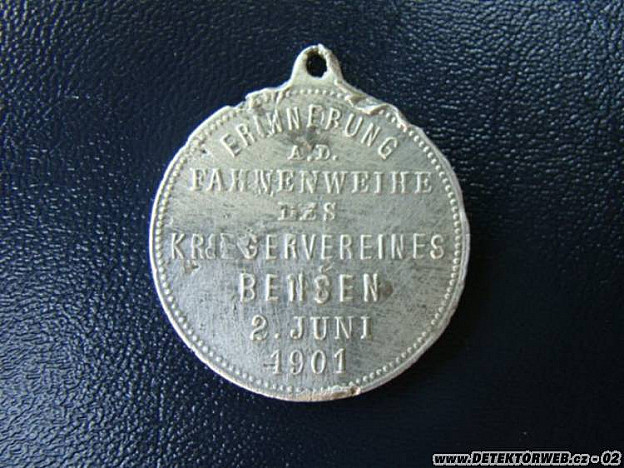 ERINNERUNG
A.D.
FAHNENWEIHE
DES
KRIEGERVEREINES
BENSEN
2. JUNI
1901
www.DETEKTORWEB.cz - 02